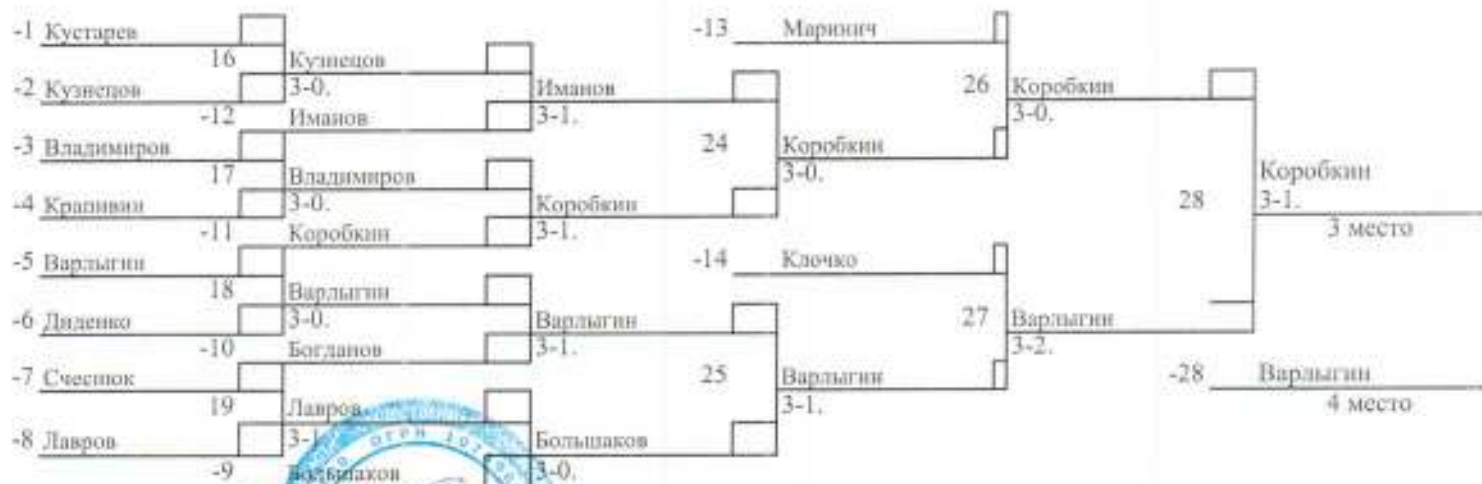 -1 Кустарев
16
Кузнецов
3-0.
-2 Кузнецов
-12
Иманов
Иманов
3-1.
-3 Владимиров
17
Владимиров
3-0.
-4 Крапивин
-11
Коробкин
Коробкин
3-1.
24
Коробкин
3-0.
-13 Маринич
26
Коробкин
3-0.
-5 Варлыгин
18
Варлыгин
3-0.
-6 Диденко
-10
Богданов
Варлыгин
3-1.
-7 Счеснюк
19
Лавров
3-1
-8 Лавров
-9
Большаков
Большаков
3-0.
25
Варлыгин
3-1.
-14 Клочко
27
Варлыгин
3-2.
28
Коробкин
3-1.
3 место
-28 Варлыгин
4 место
ОГРН